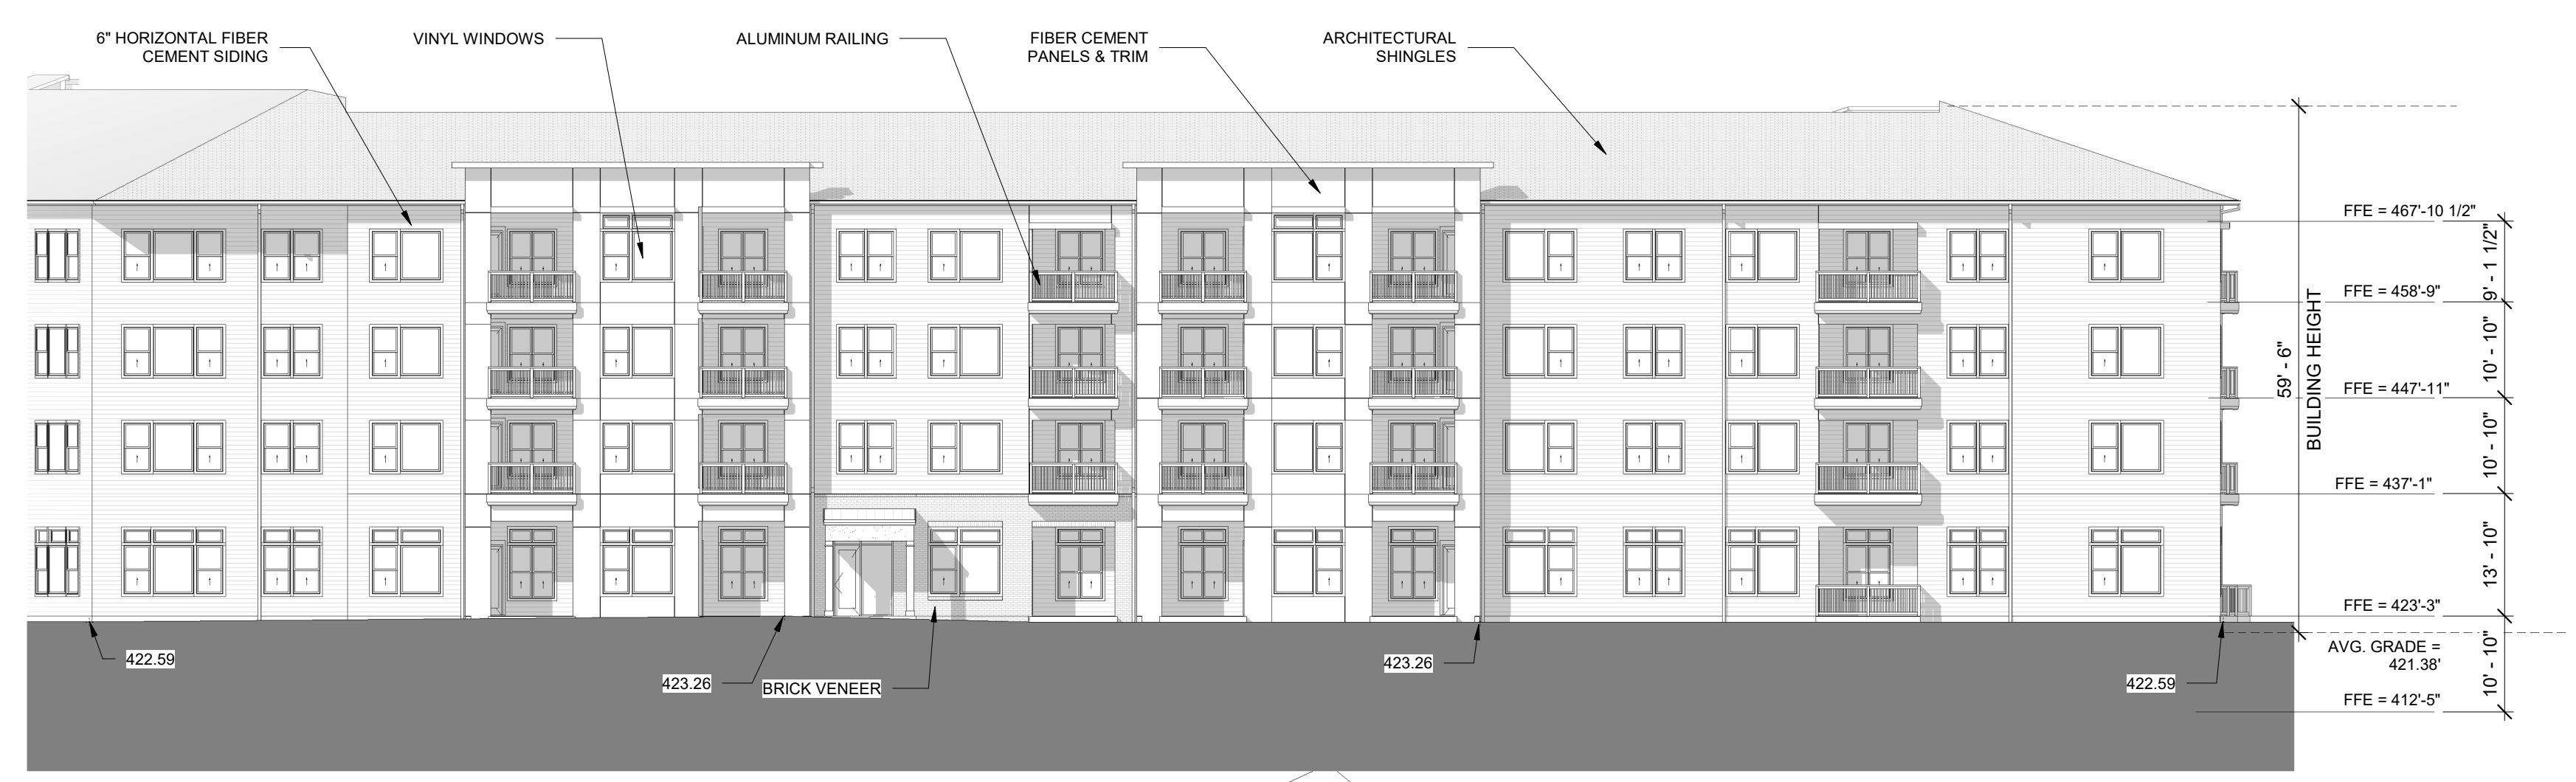 6" HORIZONTAL FIBER
CEMENT SIDING
VINYL WINDOWS
ALUMINUM RAILING
FIBER CEMENT
PANELS & TRIM
ARCHITECTURAL
SHINGLES
FFE = 467'-10 1/2"
9' - 1 1/2"
FFE = 458'-9"
10' - 10"
FFE = 447'-11"
10' - 10"
FFE = 437'-1"
13' - 10"
FFE = 423'-3"
59' - 6"
BUILDING HEIGHT
AVG. GRADE =
421.38'
10' - 10"
FFE = 412'-5"
422.59
423.26
BRICK VENEER
423.26
422.59